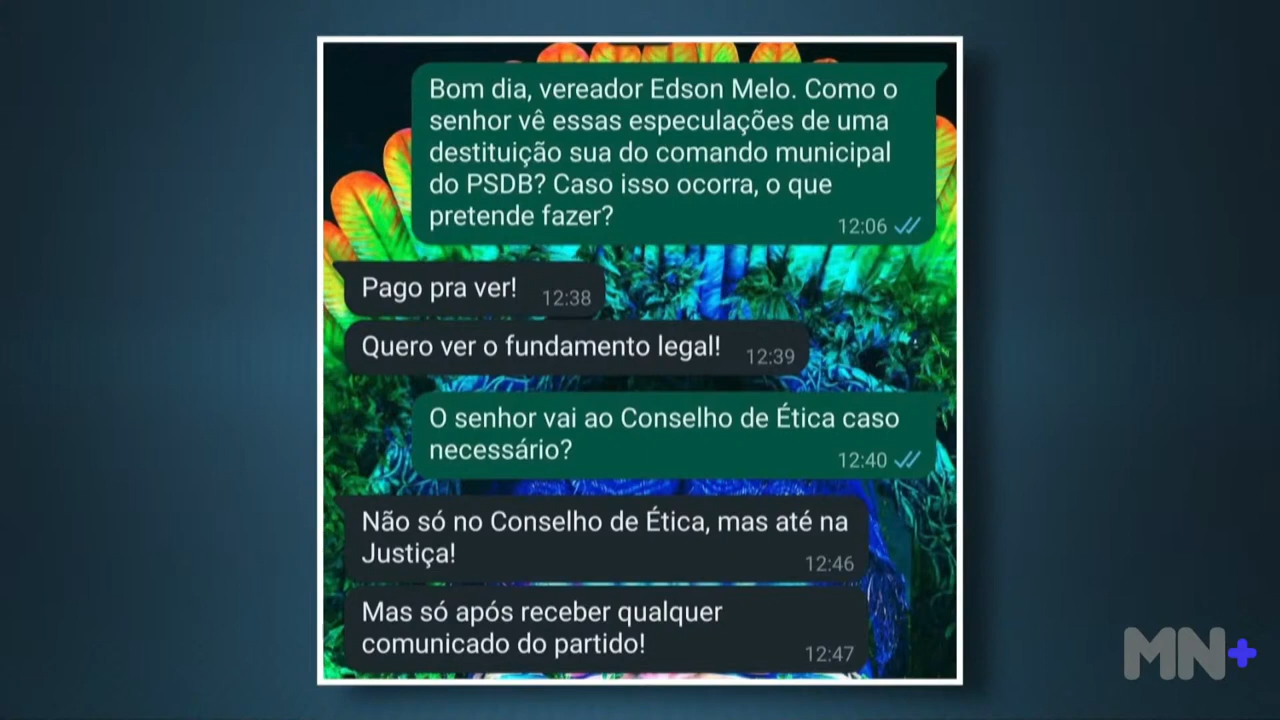 Bom dia, vereador Edson Melo. Como o
senhor vê essas especulações de uma
destituição sua do comando municipal
do PSDB? Caso isso ocorra, o que
pretende fazer?
12:06
Pago pra ver!
12:38
Quero ver o fundamento legal!
12:39
O senhor vai ao Conselho de Ética caso
necessário?
12:40
Não só no Conselho de Ética, mas até na
Justiça!
12:46
Mas só após receber qualquer
comunicado do partido!
12:47
MN+